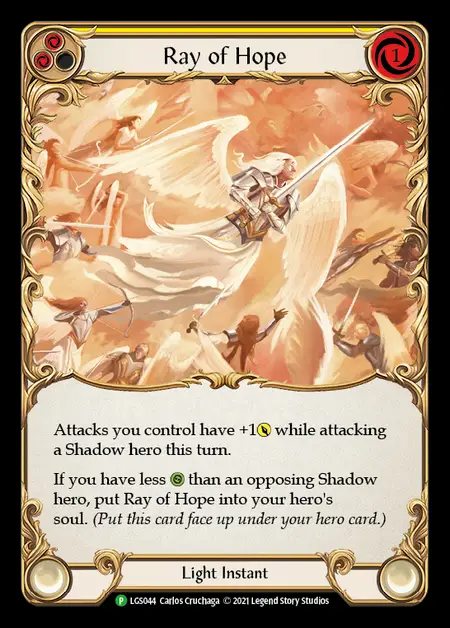 Ray of Hope
1
Attacks you control have +1 while attacking
a Shadow hero this turn.
If you have less than an opposing Shadow
hero, put Ray of Hope into your hero's
soul. (Put this card face up under your hero card.)
Light Instant
P LGS044 Carlos Cruchaga © 2021 Legend Story Studios